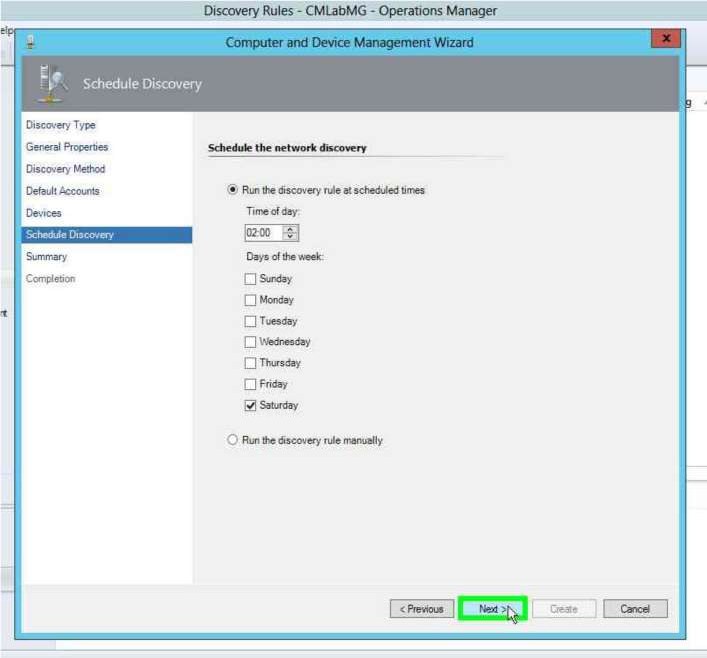 Discovery Rules - CMLabMG - Operations Manager
elp
Computer and Device Management Wizard
x
Schedule Discovery
g
Discovery Type
General Properties
Discovery Method
Default Accounts
Devices
Schedule Discovery
Summary
Completion
Schedule the network discovery
Run the discovery rule at scheduled times
Time of day:
02:00
Days of the week:
Sunday
Monday
Tuesday
Wednesday
Thursday
Friday
Saturday
Run the discovery rule manually
nt
< Previous
Next >
Create
Cancel